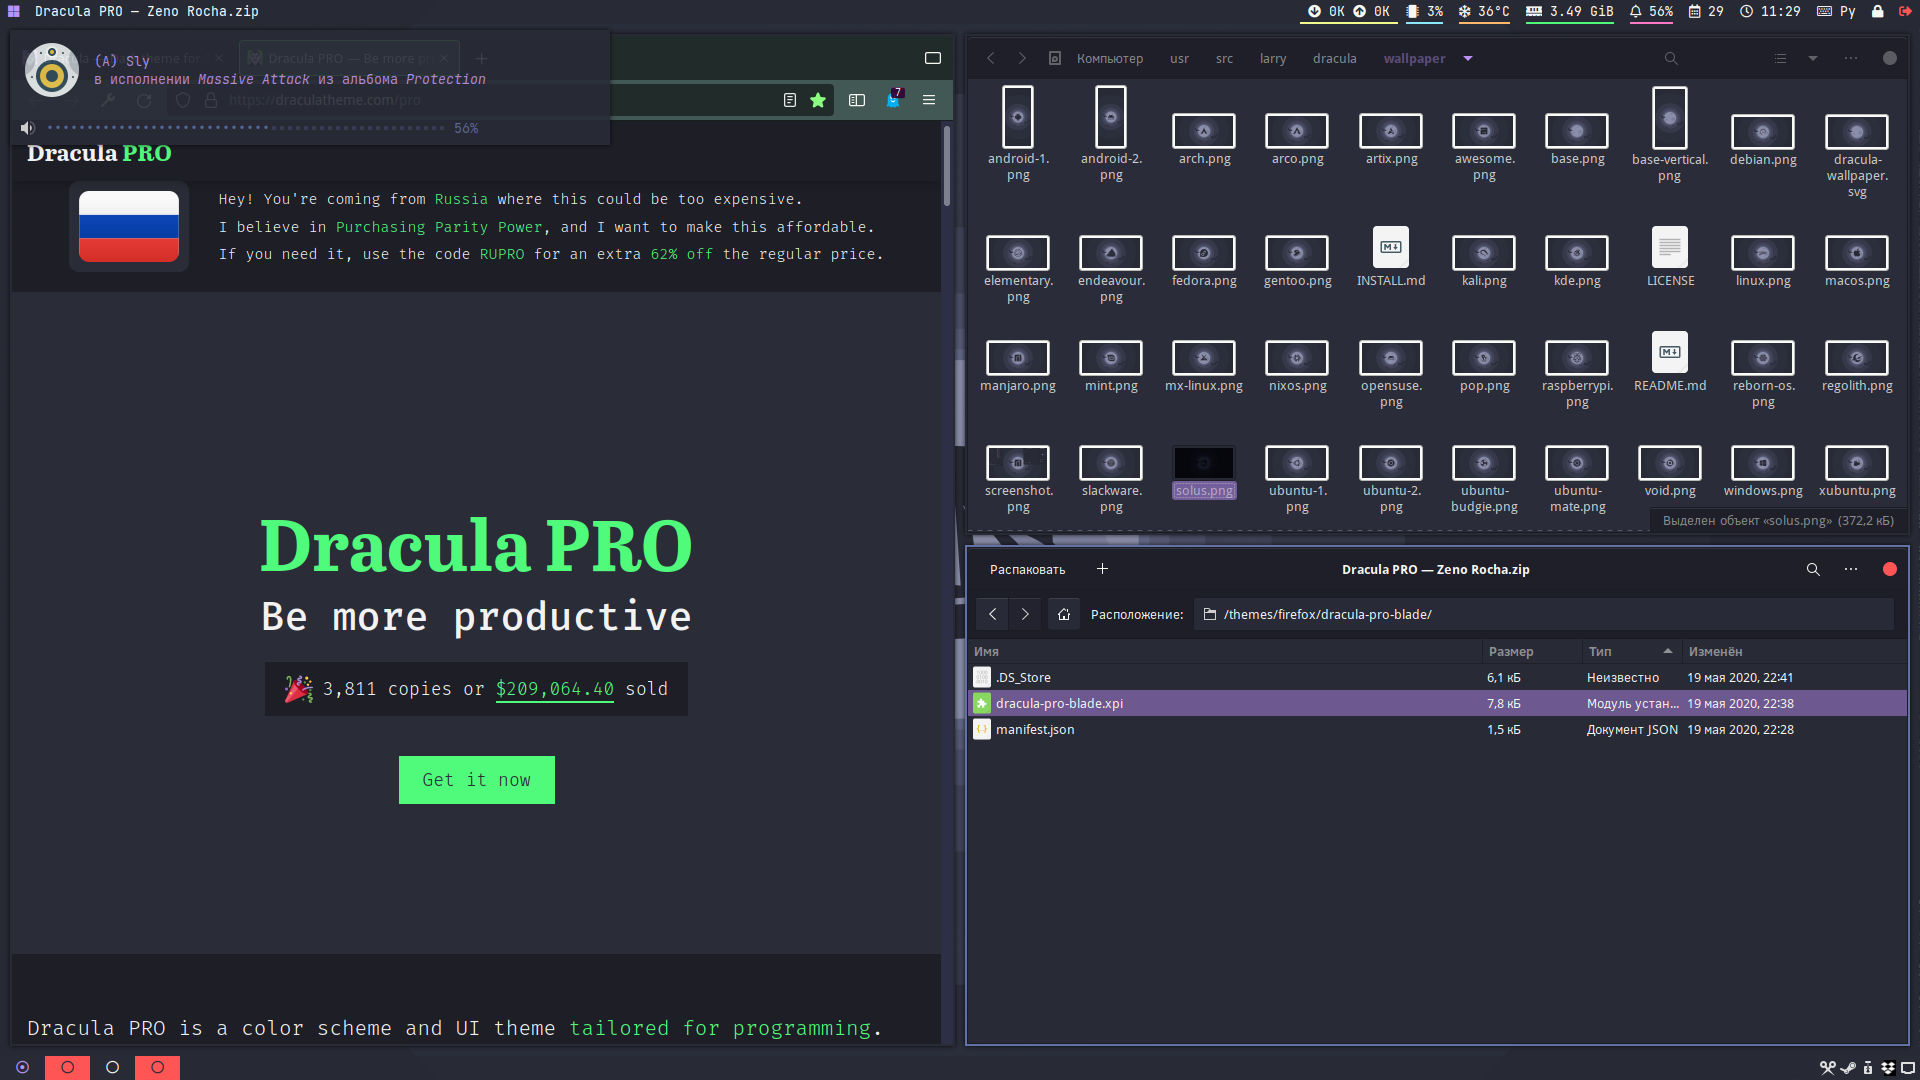 Dracula PRO — Zeno Rocha.zip
0K 0K 3% 36°C 3.49 GiB 56% 29 11:29 Ру
(A) Sly
в исполнении Massive Attack из альбома Protection
Dracula PRO — Be more pr
https://draculatheme.com/pro
7
56%
Dracula PRO
Hey! You're coming from Russia where this could be too expensive.
I believe in Purchasing Parity Power, and I want to make this affordable.
If you need it, use the code RUPRO for an extra 62% off the regular price.
Dracula PRO
Be more productive
3,811 copies or $209,064.40 sold
Get it now
Dracula PRO is a color scheme and UI theme tailored for programming.
Компьютер usr src larry dracula wallpaper
android-1.png
android-2.png
arch.png
arco.png
artix.png
awesome.png
base.png
base-vertical.png
debian.png
dracula-wallpaper.svg
elementary.png
endeavour.png
fedora.png
gentoo.png
INSTALL.md
kali.png
kde.png
LICENSE
linux.png
macos.png
manjaro.png
mint.png
mx-linux.png
nixos.png
opensuse.png
pop.png
raspberrypi.png
README.md
reborn-os.png
regolith.png
screenshot.png
slackware.png
solus.png
ubuntu-1.png
ubuntu-2.png
ubuntu-budgie.png
ubuntu-mate.png
void.png
windows.png
xubuntu.png
Выделен объект «solus.png» (372,2 кБ)
Распаковать
Dracula PRO — Zeno Rocha.zip
Расположение: /themes/firefox/dracula-pro-blade/
Имя Размер Тип Изменён
.DS_Store 6,1 кБ Неизвестно 19 мая 2020, 22:41
dracula-pro-blade.xpi 7,8 кБ Модуль устан… 19 мая 2020, 22:38
manifest.json 1,5 кБ Документ JSON 19 мая 2020, 22:28